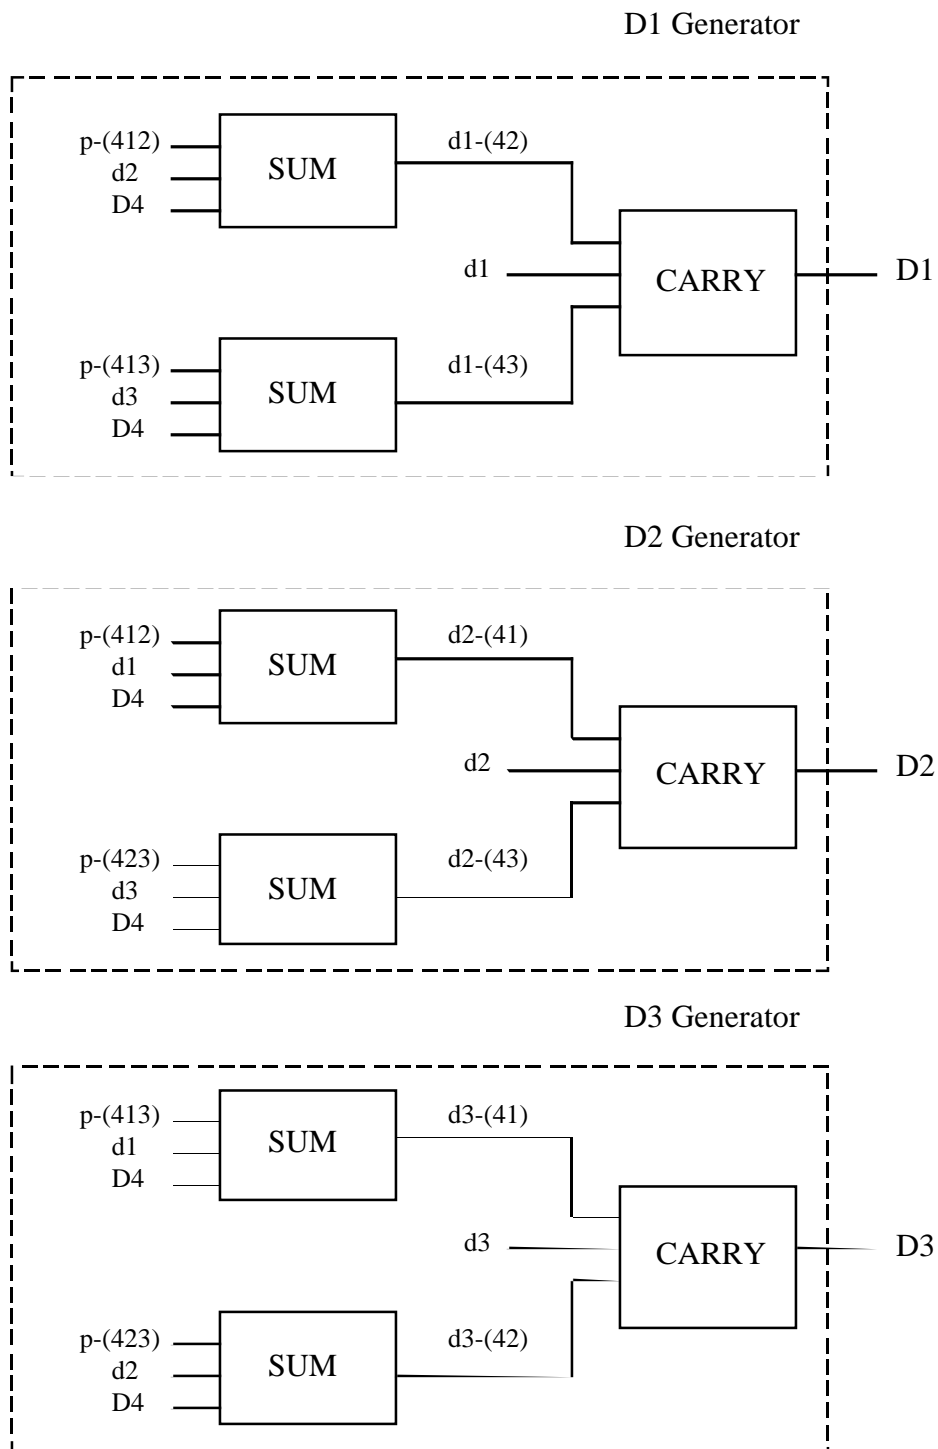 D1 Generator
p-(412)
d2
D4
SUM
d1-(42)
d1
CARRY
D1
p-(413)
d3
D4
SUM
d1-(43)
D2 Generator
p-(412)
d1
D4
SUM
d2-(41)
d2
CARRY
D2
p-(423)
d3
D4
SUM
d2-(43)
D3 Generator
p-(413)
d1
D4
SUM
d3-(41)
d3
CARRY
D3
p-(423)
d2
D4
SUM
d3-(42)